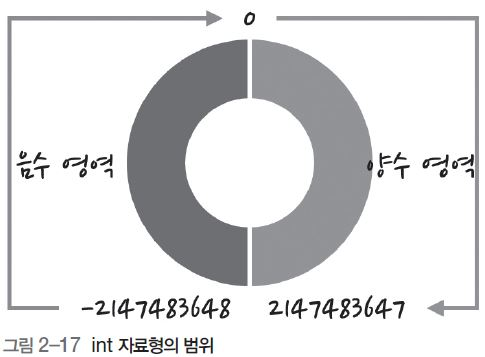 0
음수 영역 양수 영역
-2147483648 2147483647
그림 2-17 int 자료형의 범위